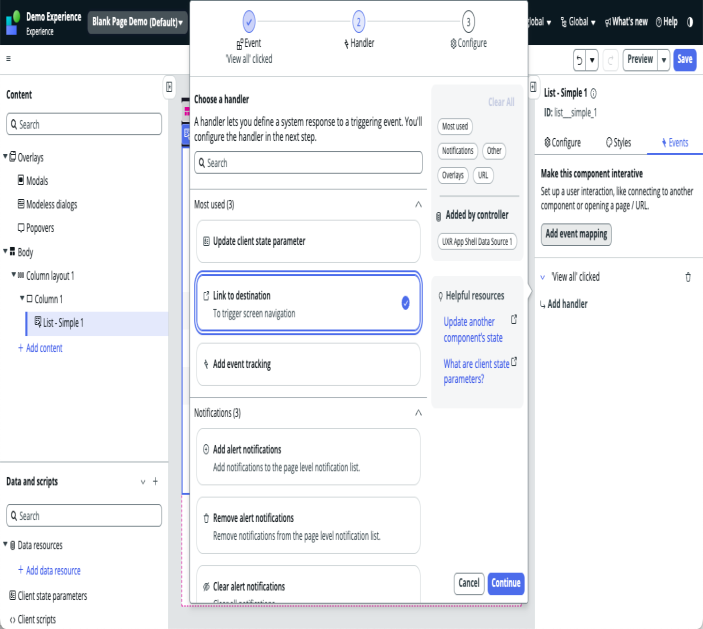 Demo Experience
Experience
Blank Page Demo (Default)
Global
What's new
Help
Preview
Save
Content
Search
Overlays
Modals
Modeless dialogs
Popovers
Body
Column layout 1
Column 1
List - Simple 1
+ Add content
Data and scripts
Search
Data resources
+ Add data resource
Client state parameters
Client scripts
2
3
Event
'View all' clicked
Handler
Configure
Choose a handler
A handler lets you define a system response to a triggering event. You'll
configure the handler in the next step.
Search
Most used (3)
Update client state parameter
Link to destination
To trigger screen navigation
Add event tracking
Notifications (3)
Add alert notifications
Add notifications to the page level notification list.
Remove alert notifications
Remove notifications from the page level notification list.
Clear alert notifications
Clear all notifications
Clear All
Most used
Notifications
Other
Overlays
URL
Added by controller
UXR App Shell Data Source 1
Helpful resources
Update another
component's state
What are client state
parameters?
Cancel
Continue
List - Simple 1
ID: list__simple_1
Configure
Styles
Events
Make this component interative
Set up a user interaction, like connecting to another
component or opening a page / URL.
Add event mapping
'View all' clicked
Add handler